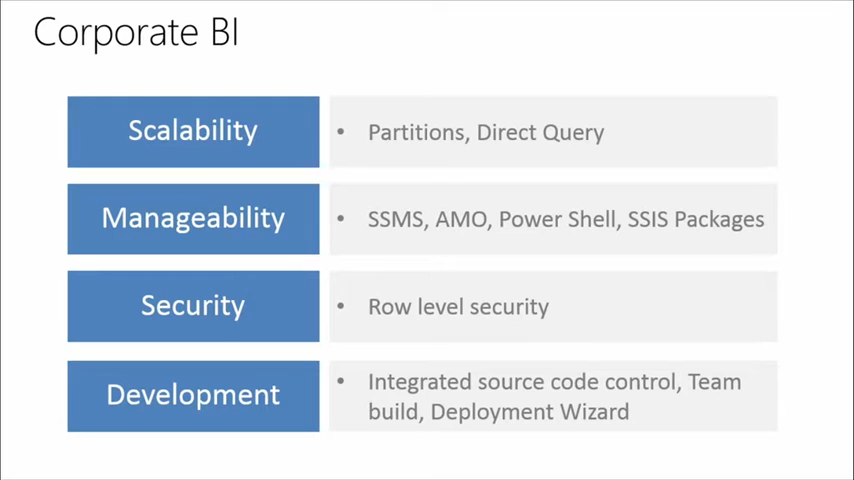 Corporate BI
Scalability
• Partitions, Direct Query
Manageability
• SSMS, AMO, Power Shell, SSIS Packages
Security
• Row level security
Development
• Integrated source code control, Team
build, Deployment Wizard